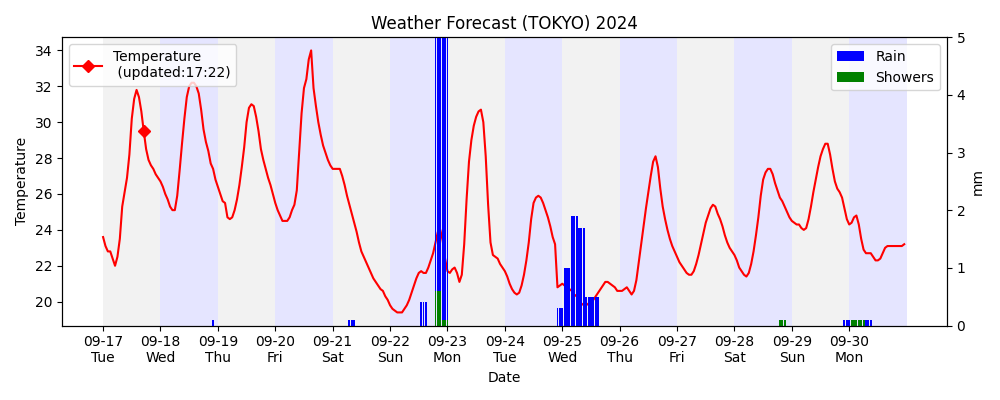 Weather Forecast (TOKYO) 2024
Temperature
(updated:17:22)
Rain
Showers
Temperature
34
32
30
28
26
24
22
20
5
4
3
2
1
0
mm
09-17 09-18 09-19 09-20 09-21 09-22 09-23 09-24 09-25 09-26 09-27 09-28 09-29 09-30
Tue Wed Thu Fri Sat Sun Mon Tue Wed Thu Fri Sat Sun Mon
Date